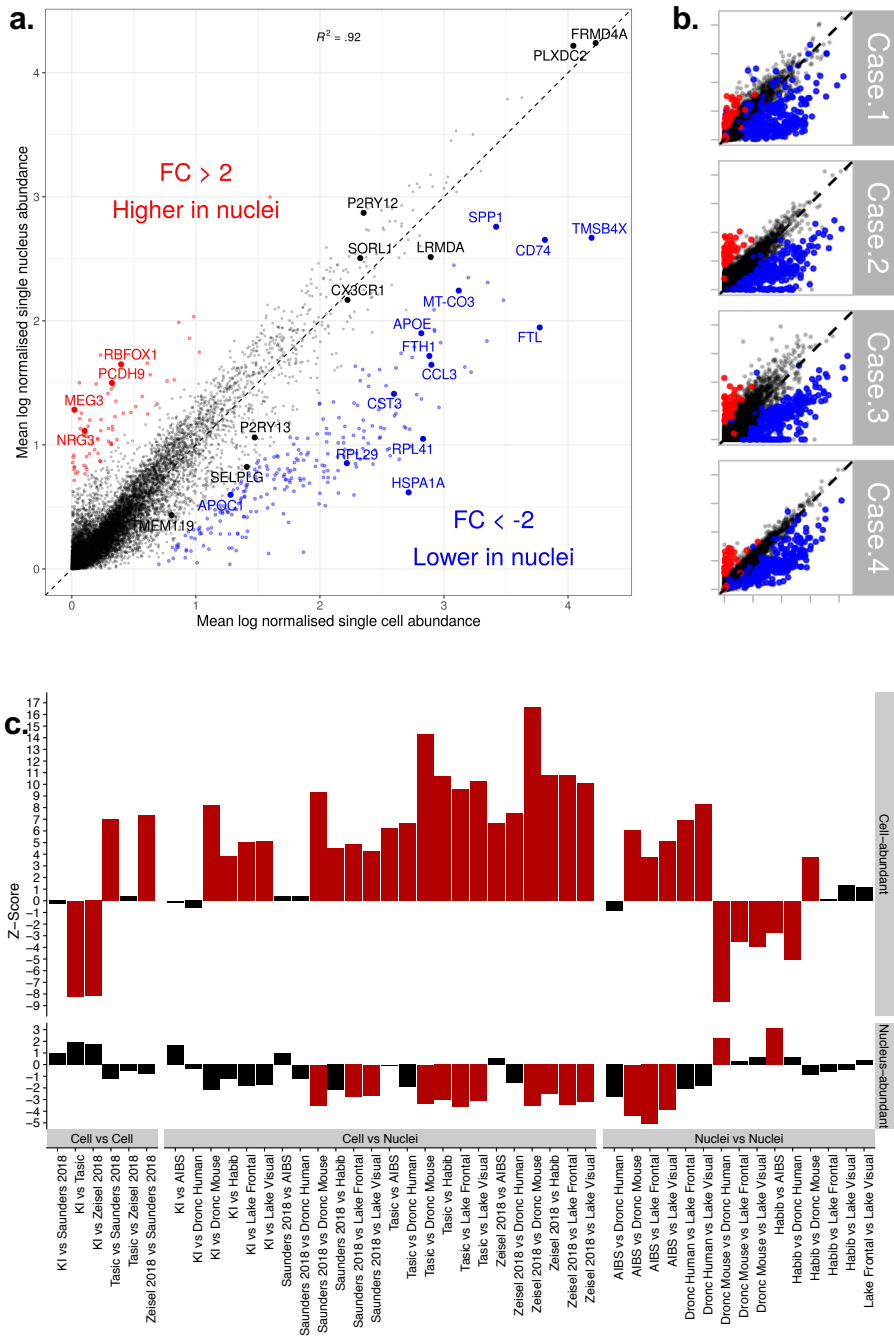 a.
R² = .92
FRMD4A
PLXDC2
FC > 2
Higher in nuclei
P2RY12
SPP1
TMSB4X
SORL1
LRMDA
CD74
CX3CR1
MT-CO3
APOE
FTL
RBFOX1
FTH1
PCDH9
CCL3
MEG3
CST3
NRG3
P2RY13
RPL41
RPL29
SELPLG
HSPA1A
APOC1
TMEM119
FC < -2
Lower in nuclei
4
3
2
1
0
0
1
2
3
4
Mean log normalised single nucleus abundance
Mean log normalised single cell abundance
b.
Case.1
Case.2
Case.3
Case.4
c.
Z−Score
17
16
15
14
13
12
11
10
9
8
7
6
5
4
3
2
1
0
−1
−2
−3
−4
−5
−6
−7
−8
−9
Cell−abundant
3
2
1
0
−1
−2
−3
−4
−5
Nucleus−abundant
Cell vs Cell
Cell vs Nuclei
Nuclei vs Nuclei
KI vs Saunders 2018
KI vs Tasic
KI vs Zeisel 2018
Tasic vs Saunders 2018
Tasic vs Zeisel 2018
Zeisel 2018 vs Saunders 2018
KI vs AIBS
KI vs Dronc Human
KI vs Dronc Mouse
KI vs Habib
KI vs Lake Frontal
KI vs Lake Visual
Saunders 2018 vs AIBS
Saunders 2018 vs Dronc Human
Saunders 2018 vs Dronc Mouse
Saunders 2018 vs Habib
Saunders 2018 vs Lake Frontal
Saunders 2018 vs Lake Visual
Tasic vs AIBS
Tasic vs Dronc Human
Tasic vs Dronc Mouse
Tasic vs Habib
Tasic vs Lake Frontal
Tasic vs Lake Visual
Zeisel 2018 vs AIBS
Zeisel 2018 vs Dronc Human
Zeisel 2018 vs Dronc Mouse
Zeisel 2018 vs Habib
Zeisel 2018 vs Lake Frontal
Zeisel 2018 vs Lake Visual
AIBS vs Dronc Human
AIBS vs Dronc Mouse
AIBS vs Lake Frontal
AIBS vs Lake Visual
Dronc Human vs Lake Frontal
Dronc Human vs Lake Visual
Dronc Mouse vs Dronc Human
Dronc Mouse vs Lake Frontal
Dronc Mouse vs Lake Visual
Habib vs AIBS
Habib vs Dronc Human
Habib vs Dronc Mouse
Habib vs Lake Frontal
Habib vs Lake Visual
Lake Frontal vs Lake Visual